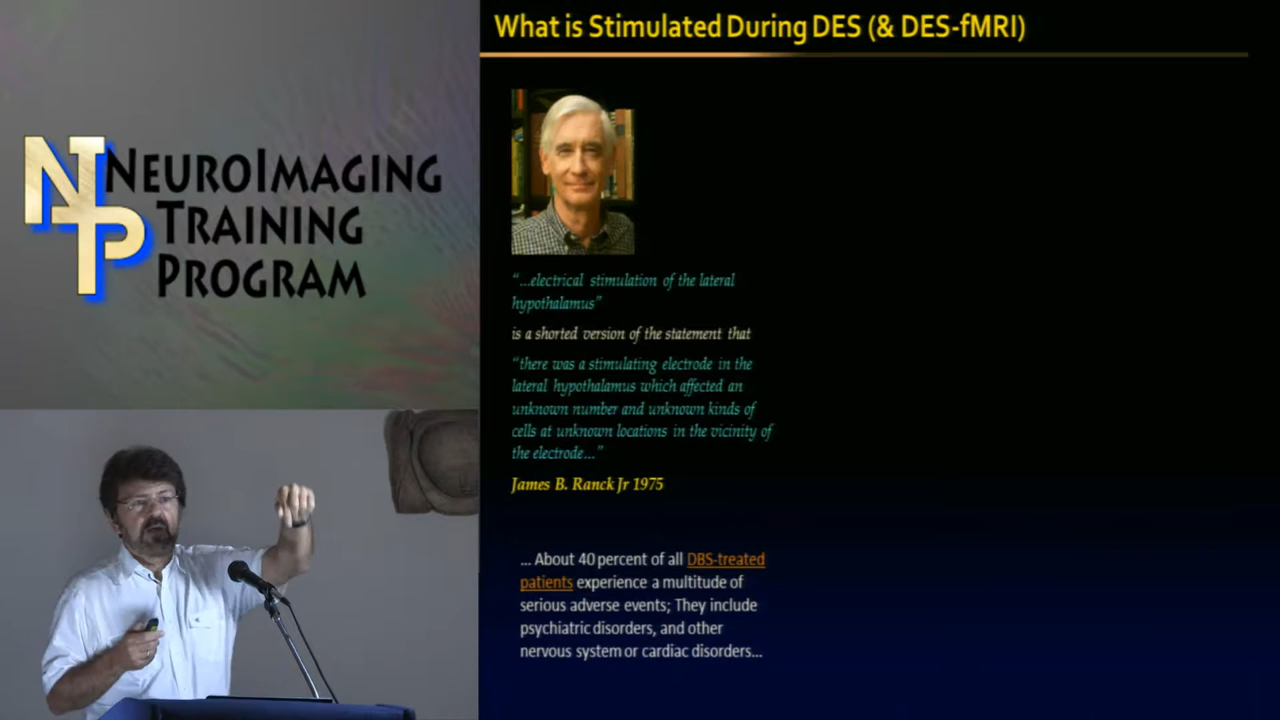 NEUROIMAGING
TRAINING
PROGRAM
NTP
What is Stimulated During DES (& DES-fMRI)
“...electrical stimulation of the lateral
hypothalamus”
is a shorted version of the statement that
“there was a stimulating electrode in the
lateral hypothalamus which affected an
unknown number and unknown kinds of
cells at unknown locations in the vicinity of
the electrode...”
James B. Ranck Jr 1975
... About 40 percent of all DBS-treated
patients experience a multitude of
serious adverse events; They include
psychiatric disorders, and other
nervous system or cardiac disorders...